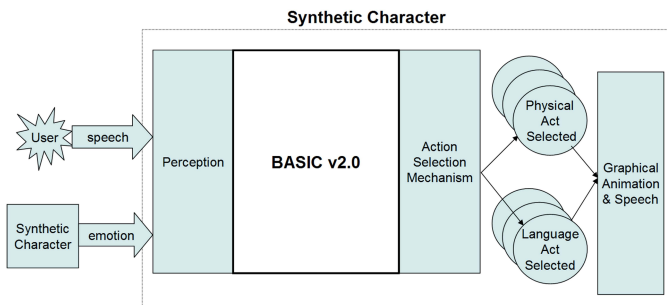 Synthetic Character
User
speech
Perception
BASIC v2.0
Action
Selection
Mechanism
Physical
Act
Selected
Graphical
Animation
& Speech
Synthetic
Character
emotion
Language
Act
Selected